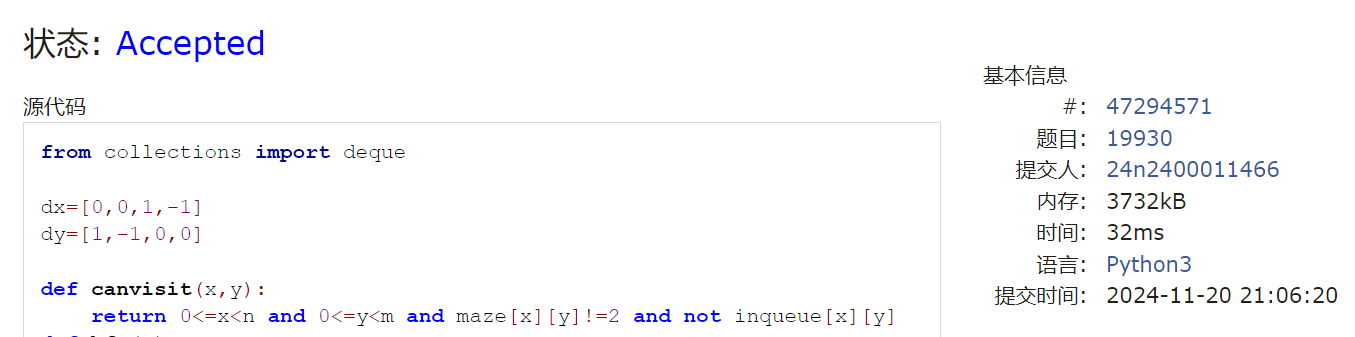 状态: Accepted
源代码
from collections import deque
dx=[0,0,1,-1]
dy=[1,-1,0,0]
def canvisit(x,y):
    return 0<=x<n and 0<=y<m and maze[x][y]!=2 and not inqueue[x][y]
基本信息
#: 47294571
题目: 19930
提交人: 24n2400011466
内存: 3732kB
时间: 32ms
语言: Python3
提交时间: 2024-11-20 21:06:20